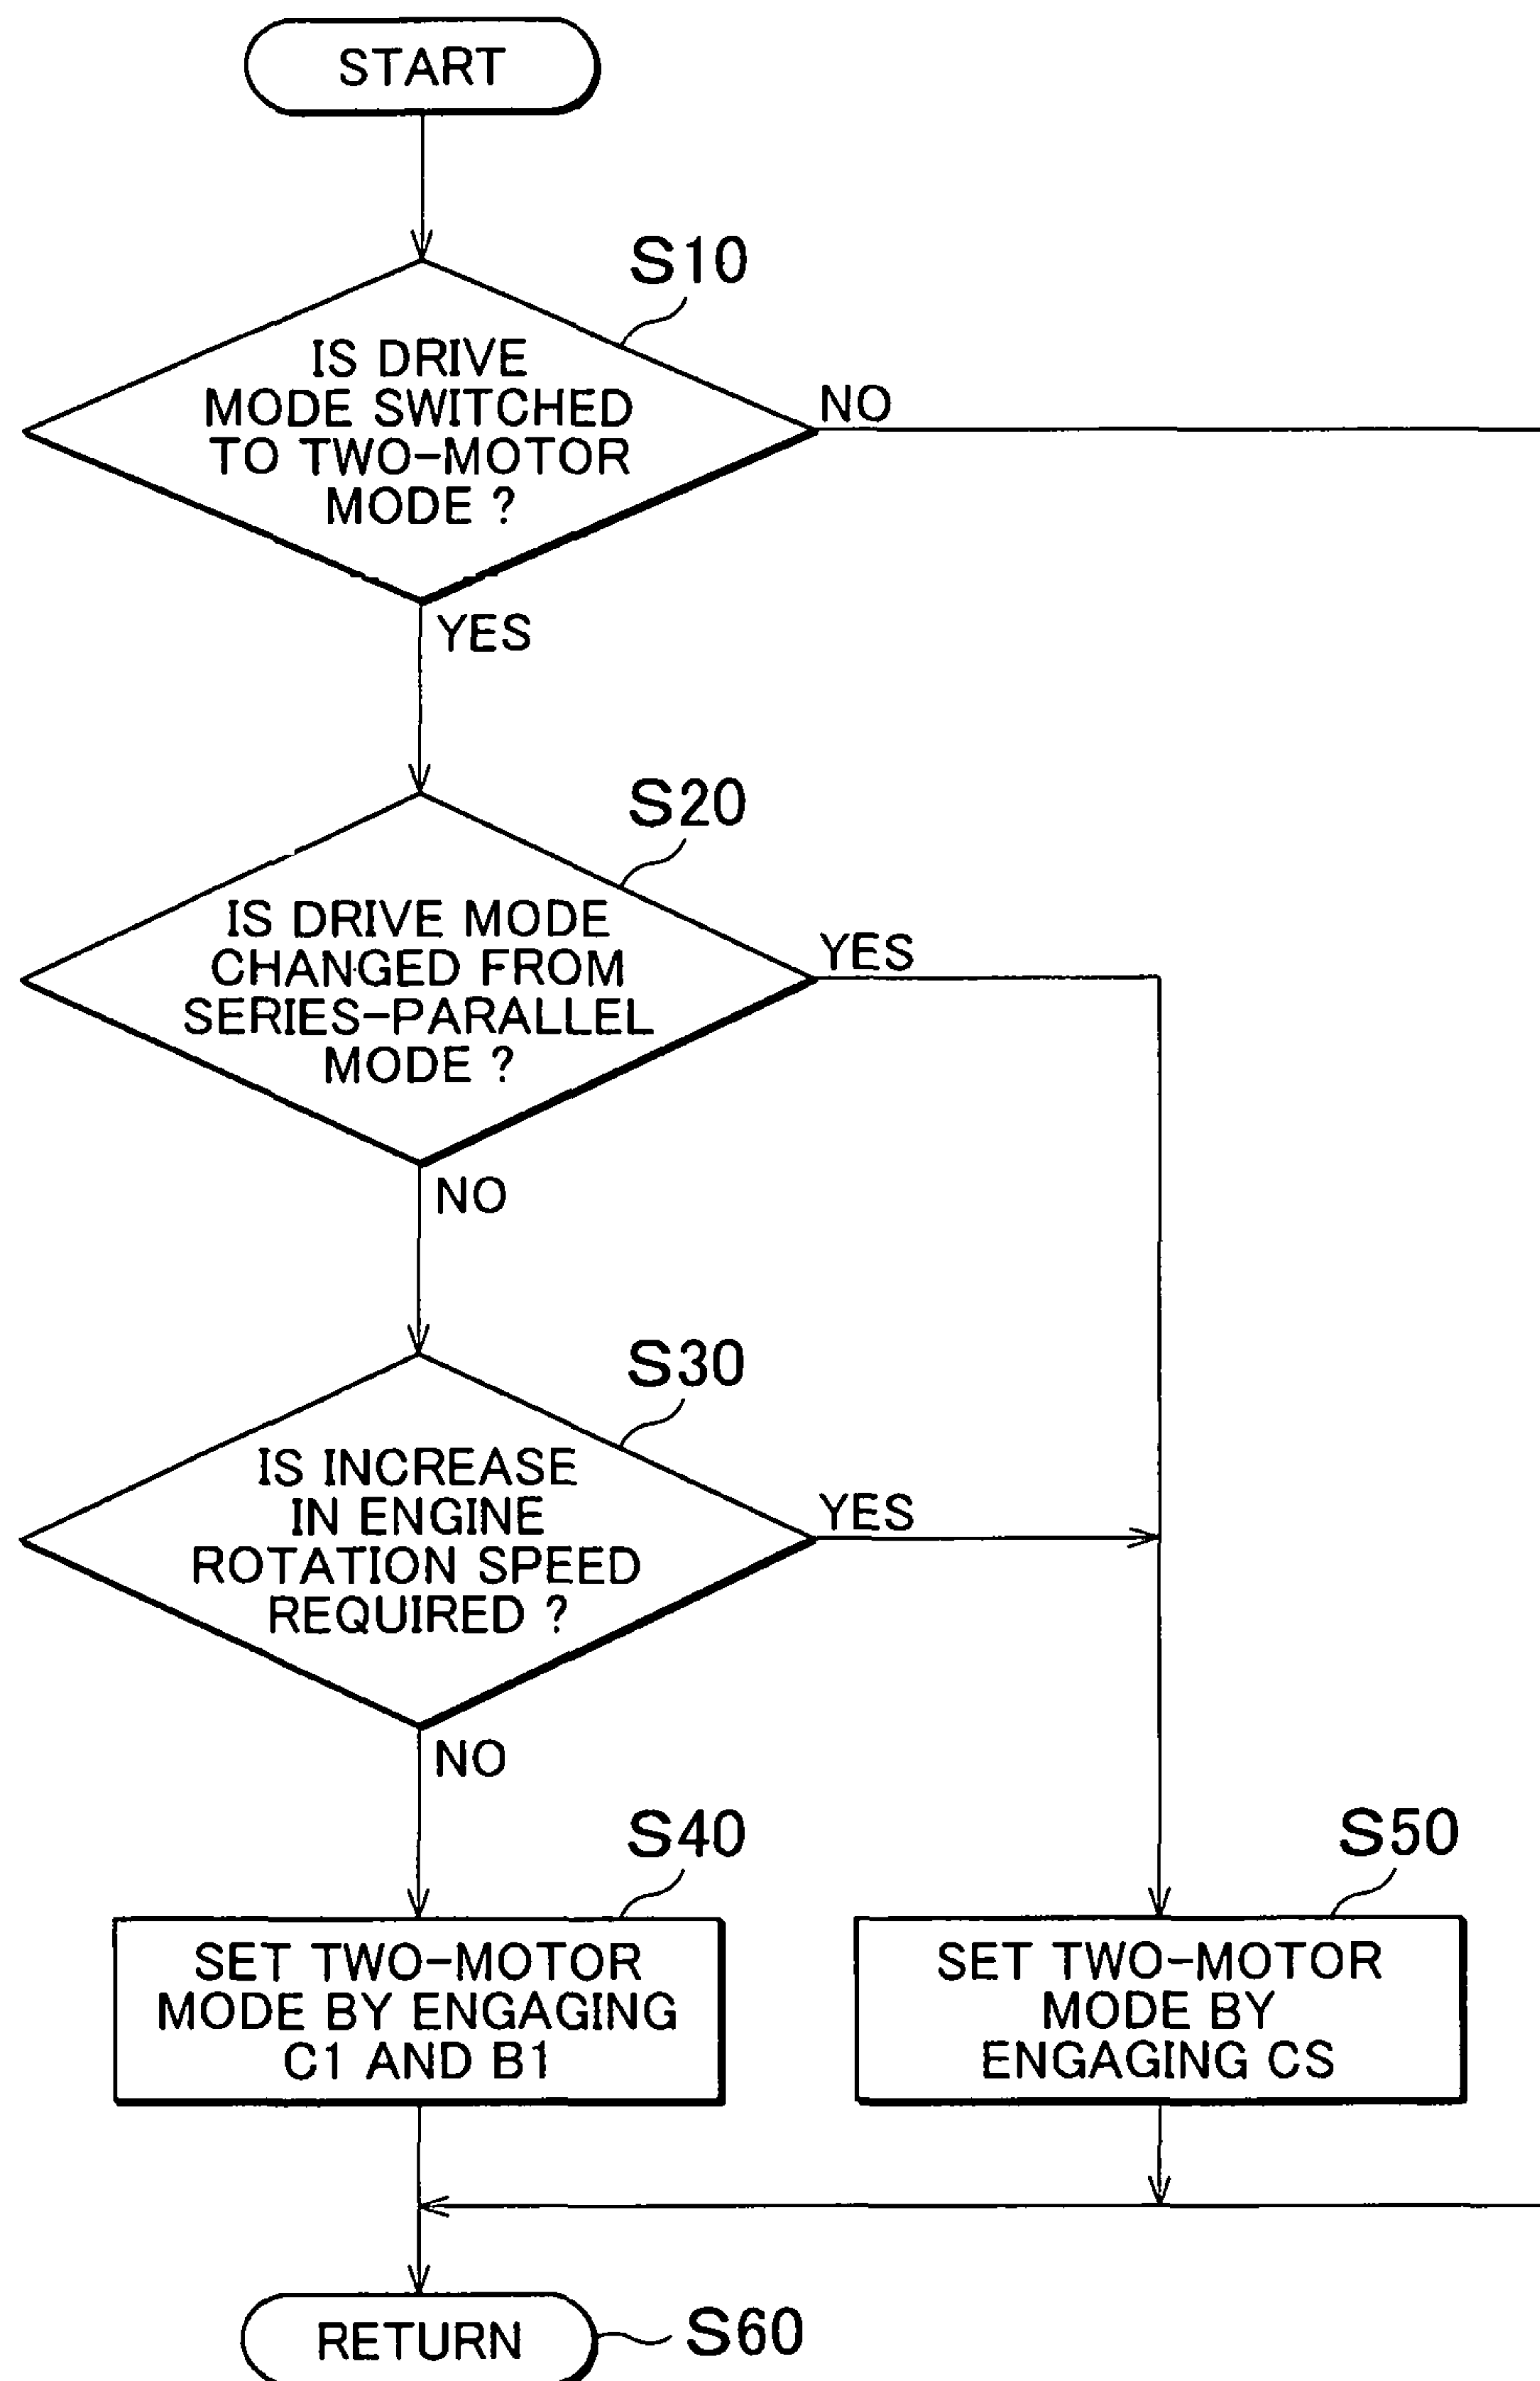 START
S10
IS DRIVE
MODE SWITCHED
TO TWO-MOTOR
MODE ?
NO
YES
S20
IS DRIVE MODE
CHANGED FROM
SERIES-PARALLEL
MODE ?
YES
NO
S30
IS INCREASE
IN ENGINE
ROTATION SPEED
REQUIRED ?
YES
NO
S40
SET TWO-MOTOR
MODE BY ENGAGING
C1 AND B1
S50
SET TWO-MOTOR
MODE BY
ENGAGING CS
RETURN
S60